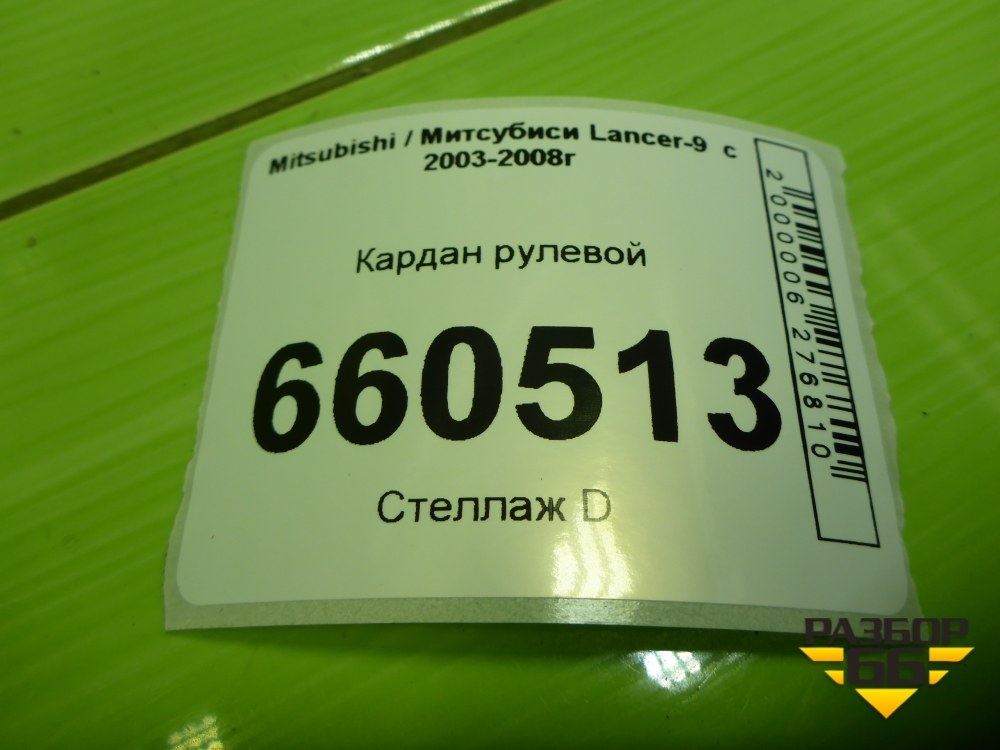 Mitsubishi / Митсубиси Lancer-9 с
2003-2008г
Кардан рулевой
660513
Стеллаж D
2000006276810
РАЗБОР
66